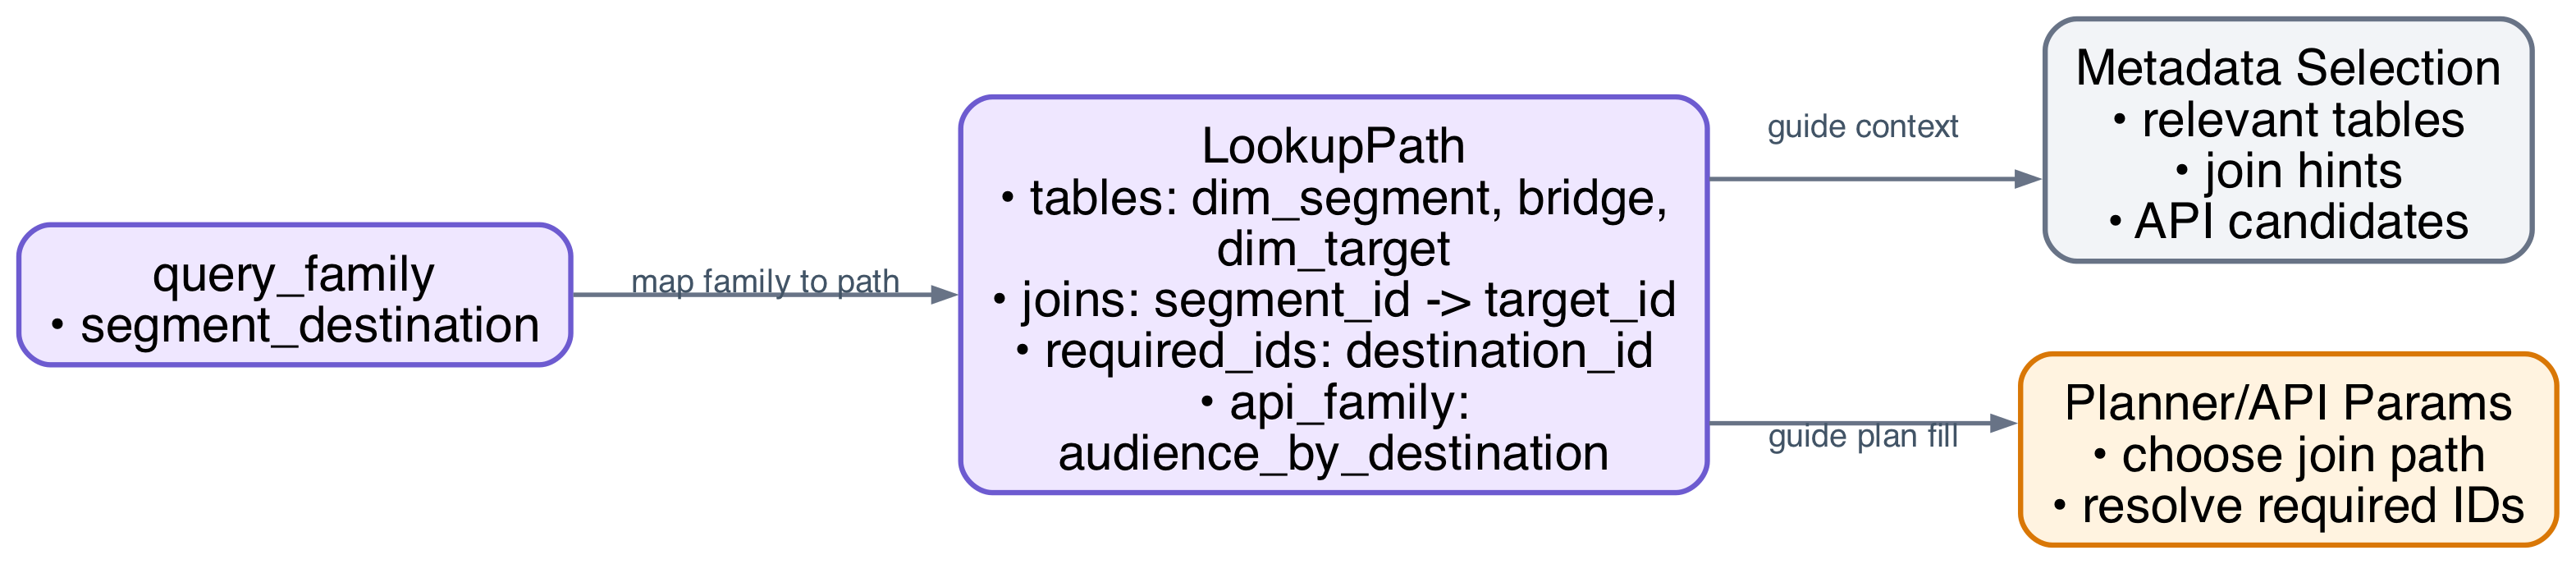 query_family
• segment_destination
map family to path
LookupPath
• tables: dim_segment, bridge,
dim_target
• joins: segment_id -> target_id
• required_ids: destination_id
• api_family:
audience_by_destination
guide context
guide plan fill
Metadata Selection
• relevant tables
• join hints
• API candidates
Planner/API Params
• choose join path
• resolve required IDs